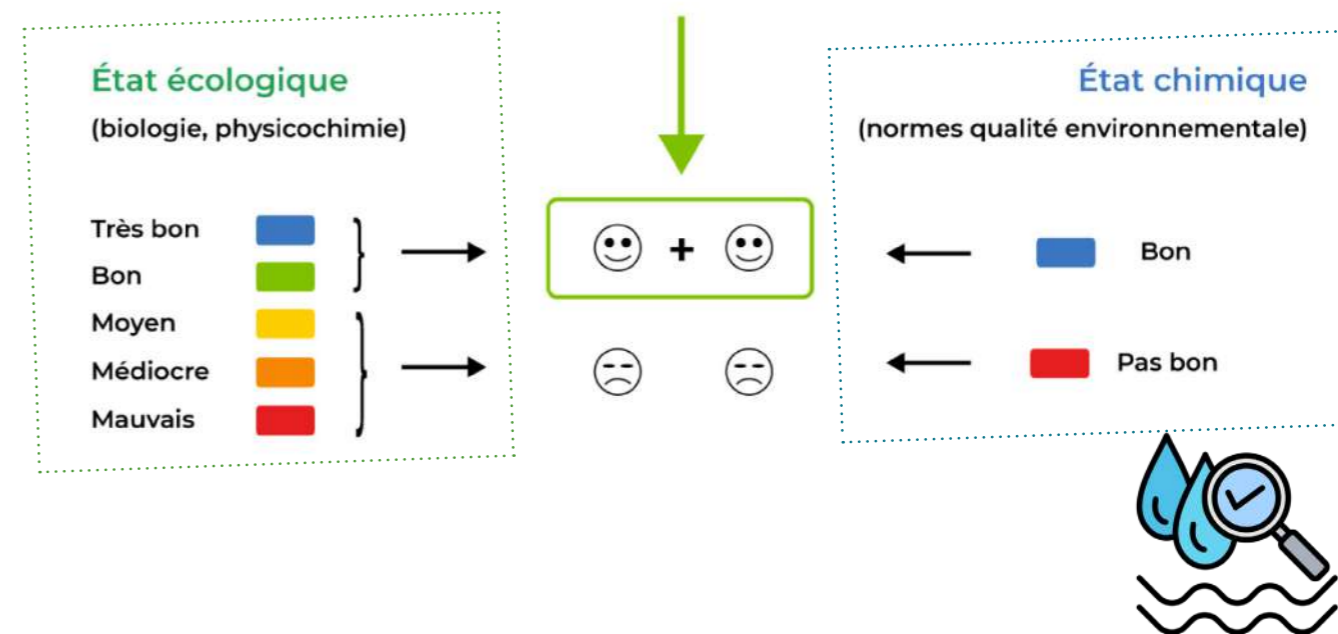 État écologique
(biologie, physicochimie)
Très bon
Bon
Moyen
Médiocre
Mauvais
+
État chimique
(normes qualité environnementale)
Bon
Pas bon